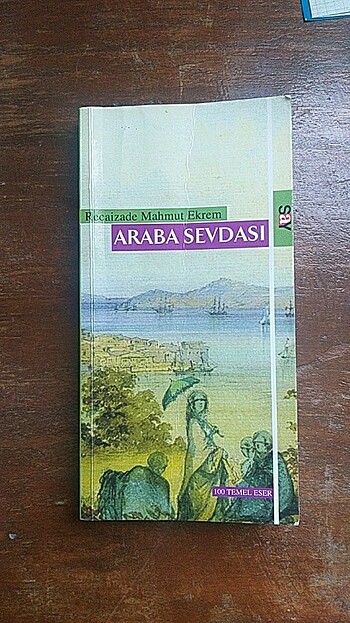 Recaizade Mahmut Ekrem
ARABA SEVDASI
say
100 TEMEL ESER